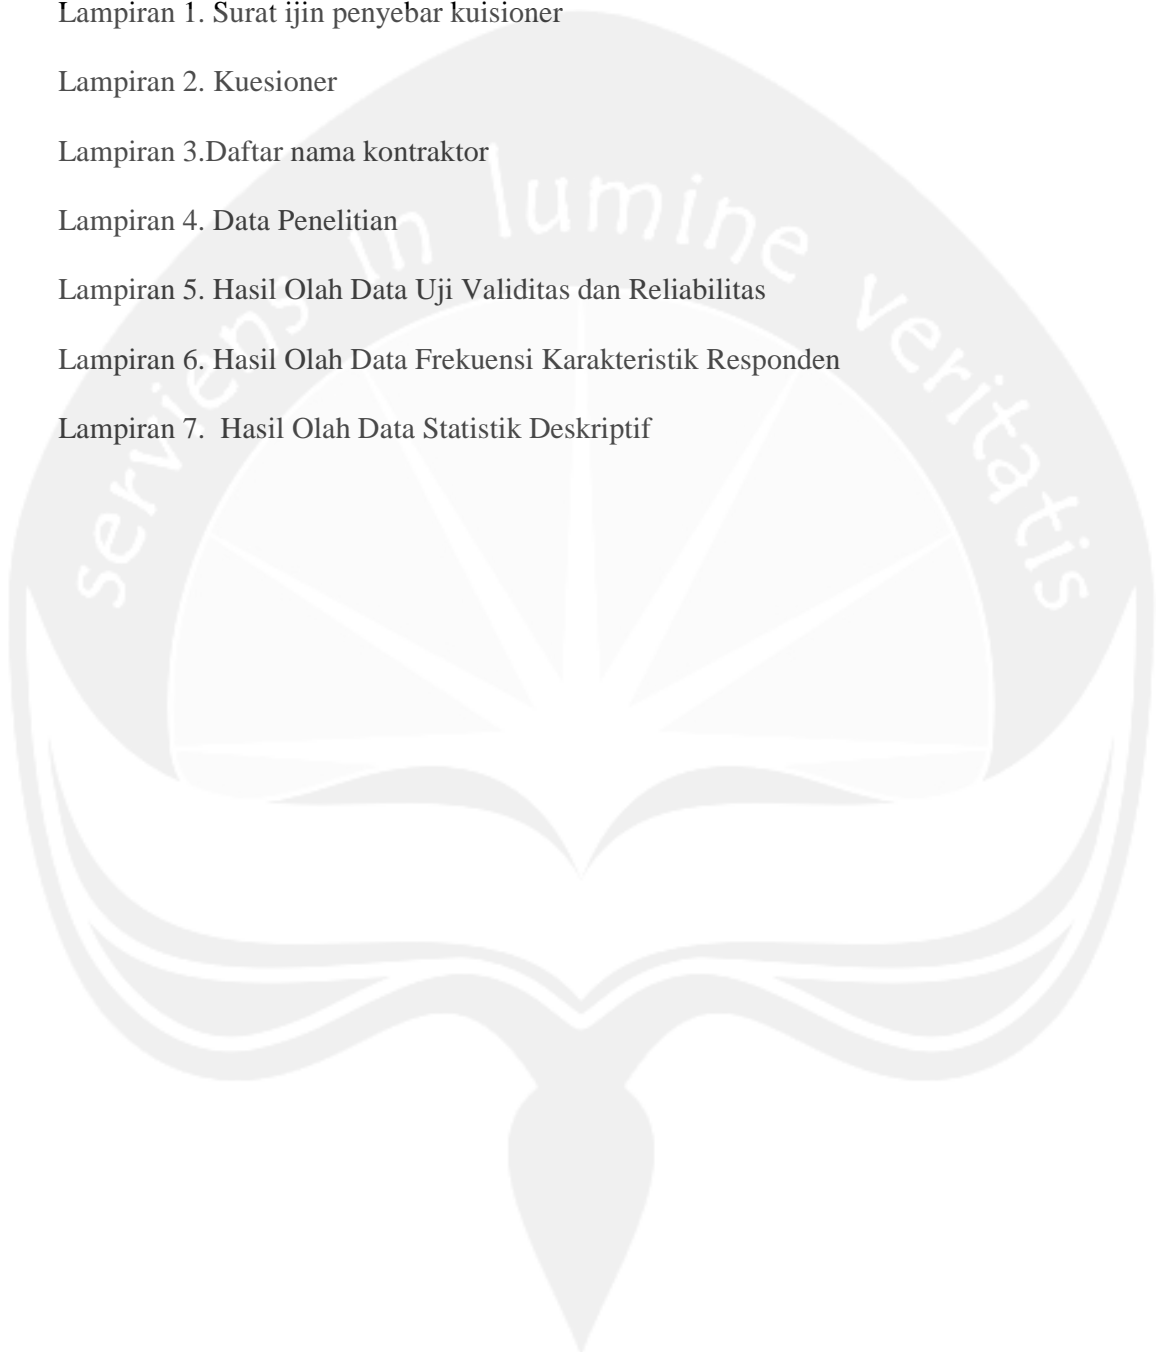 Lampiran 1. Surat ijin penyebar kuisioner
Lampiran 2. Kuesioner
Lampiran 3.Daftar nama kontraktor
Lampiran 4. Data Penelitian
Lampiran 5. Hasil Olah Data Uji Validitas dan Reliabilitas
Lampiran 6. Hasil Olah Data Frekuensi Karakteristik Responden
Lampiran 7.  Hasil Olah Data Statistik Deskriptif
serviens in lumine veritatis